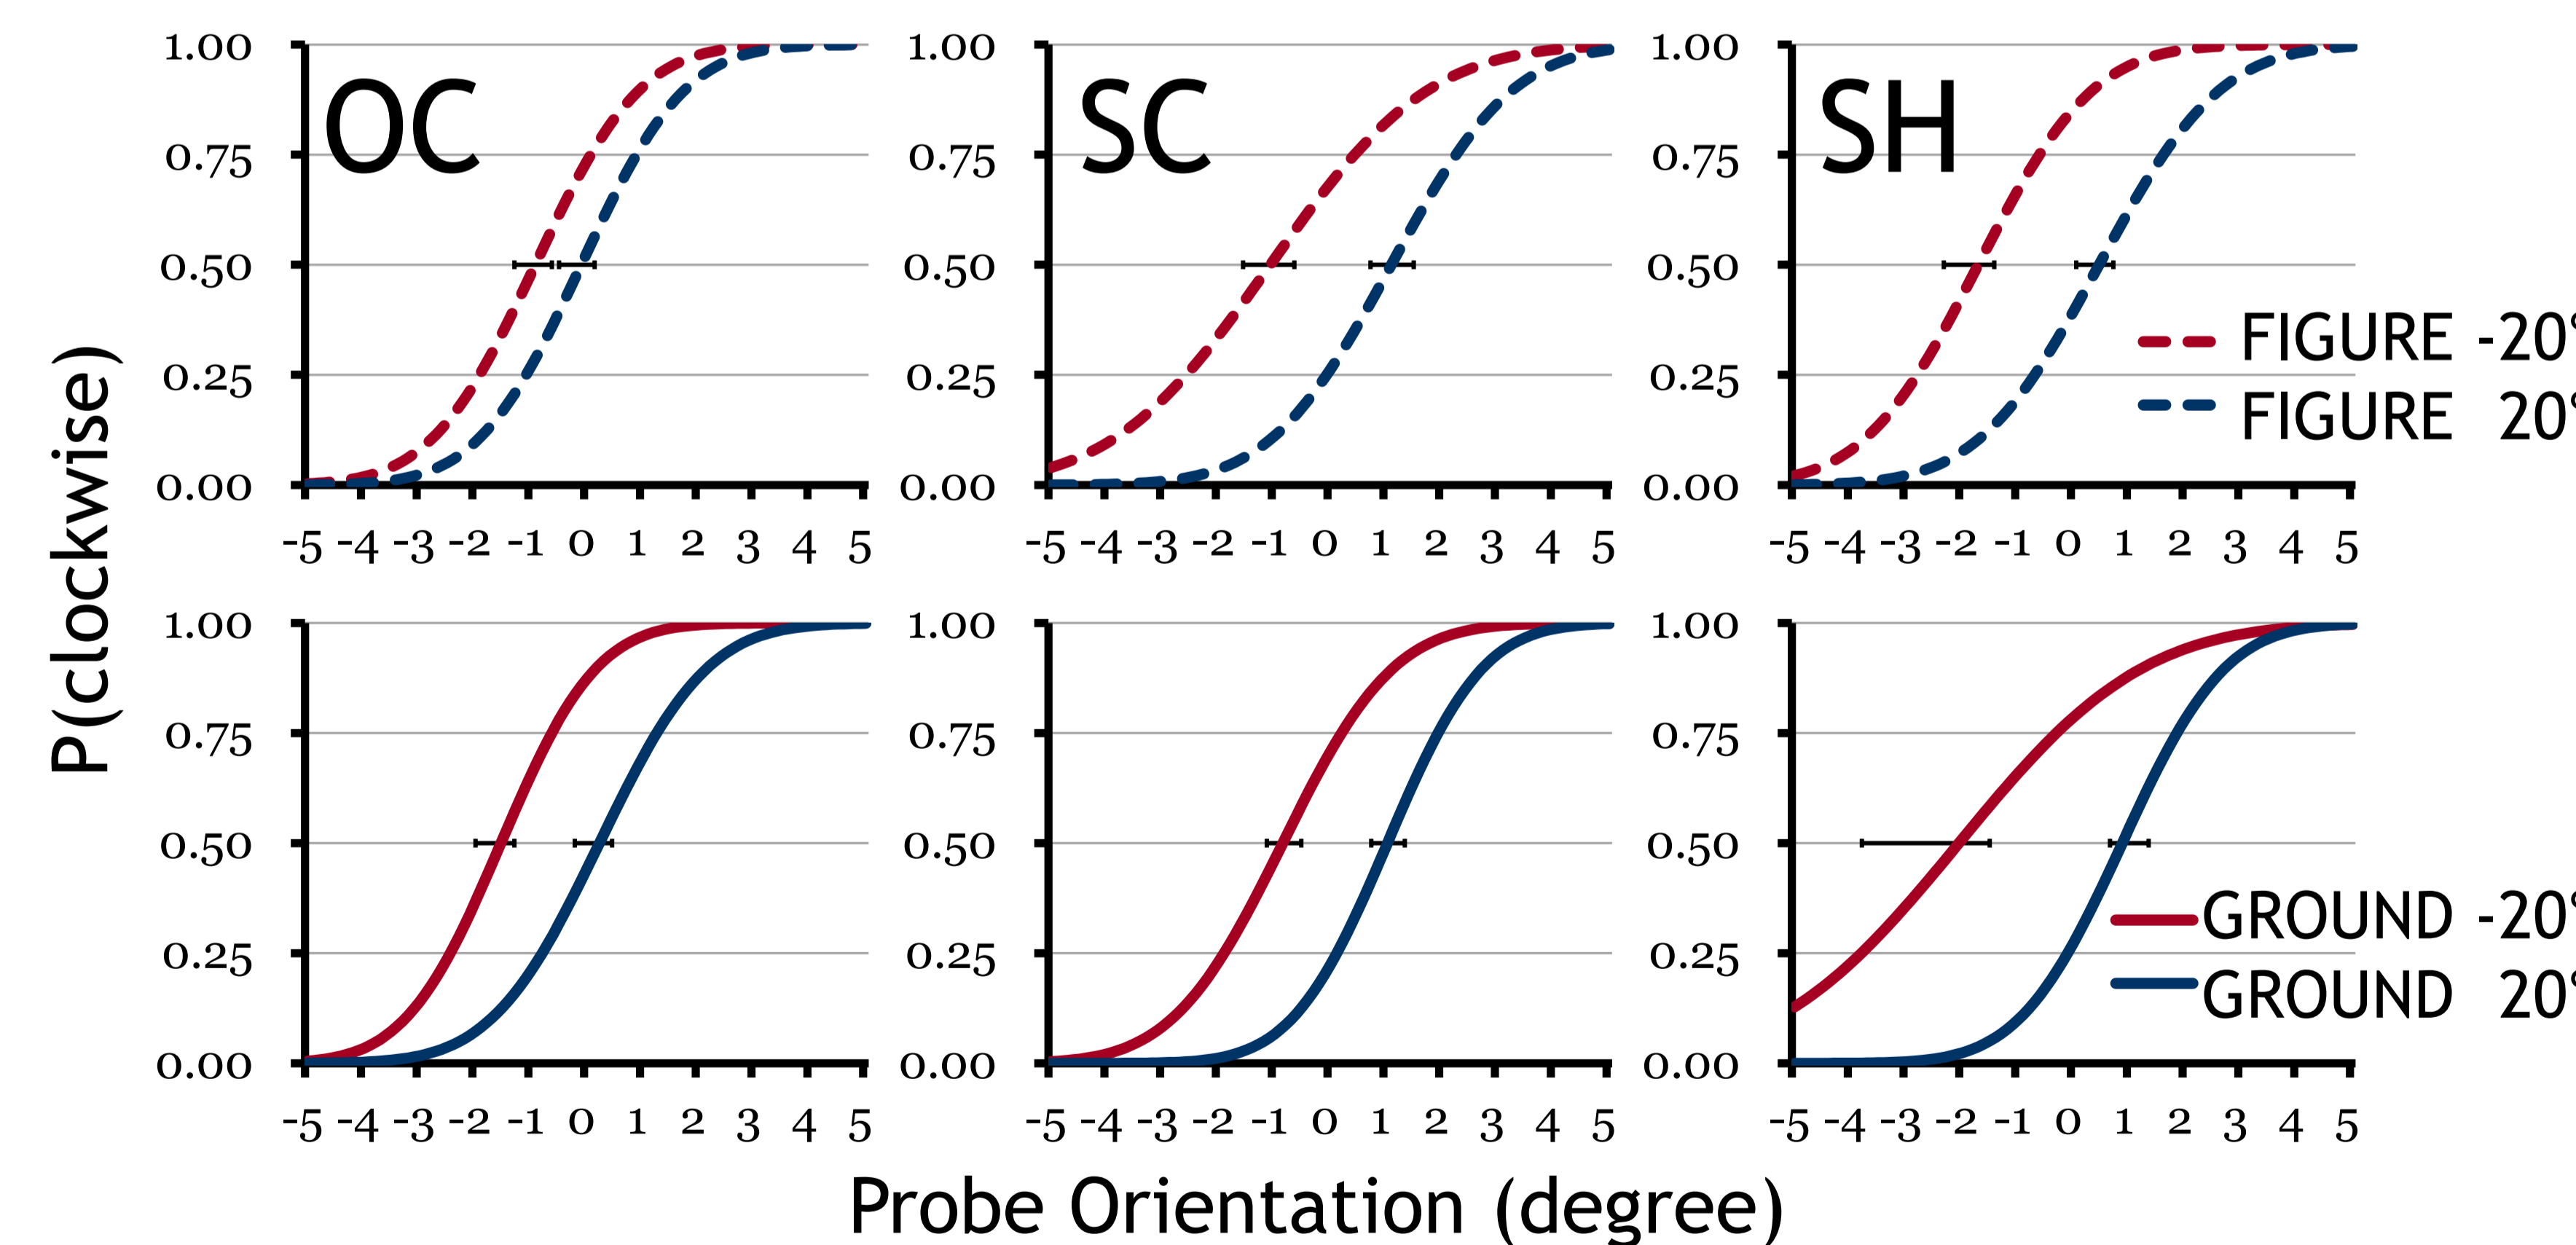 1.00 1.00 1.00
OC SC SH
0.75 0.75 0.75
0.50 0.50 0.50
FIGURE -20°
0.25 0.25 0.25
FIGURE 20°
0.00 0.00 0.00
-5 -4 -3 -2 -1 0 1 2 3 4 5 -5 -4 -3 -2 -1 0 1 2 3 4 5 -5 -4 -3 -2 -1 0 1 2 3 4 5
P(clockwise)
1.00 1.00 1.00
0.75 0.75 0.75
0.50 0.50 0.50
GROUND -20°
0.25 0.25 0.25
GROUND 20°
0.00 0.00 0.00
-5 -4 -3 -2 -1 0 1 2 3 4 5 -5 -4 -3 -2 -1 0 1 2 3 4 5 -5 -4 -3 -2 -1 0 1 2 3 4 5
Probe Orientation (degree)